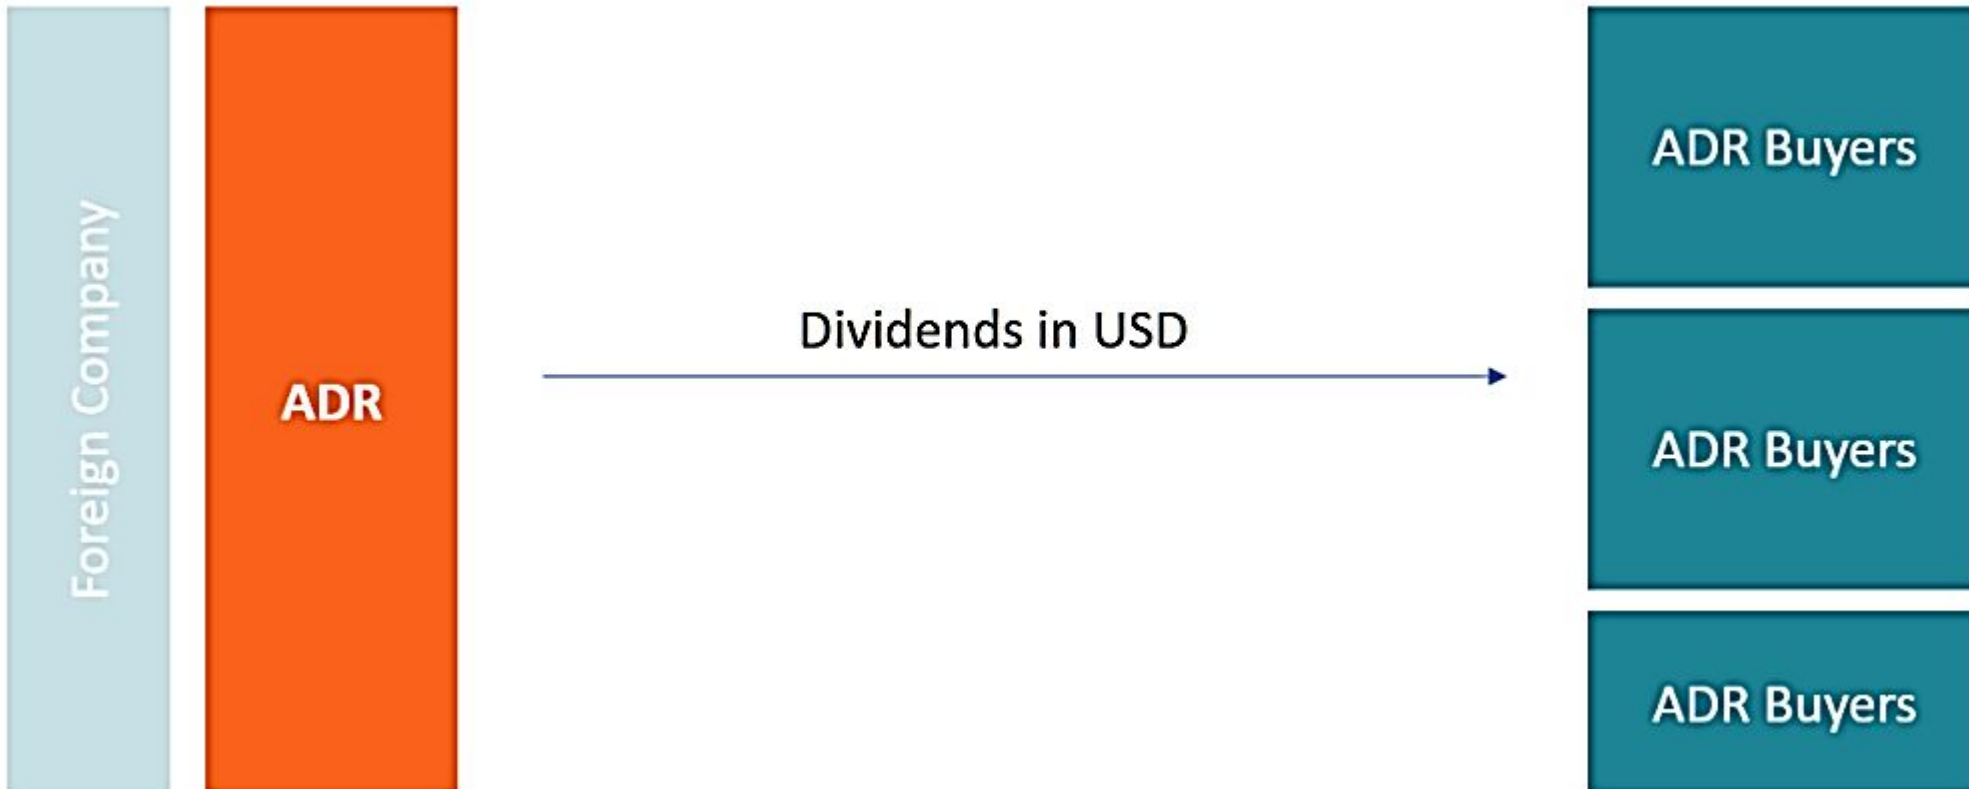 Foreign Company
ADR
Dividends in USD
ADR Buyers
ADR Buyers
ADR Buyers